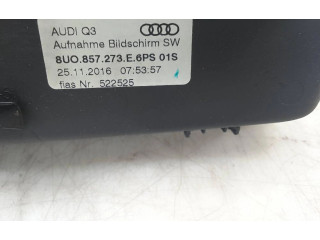 AUDI Q3
Aufnahme Bildschirm SW
8U0.857.273.E.6PS 01S
25.11.2016 07:53:57
fias Nr. 522525